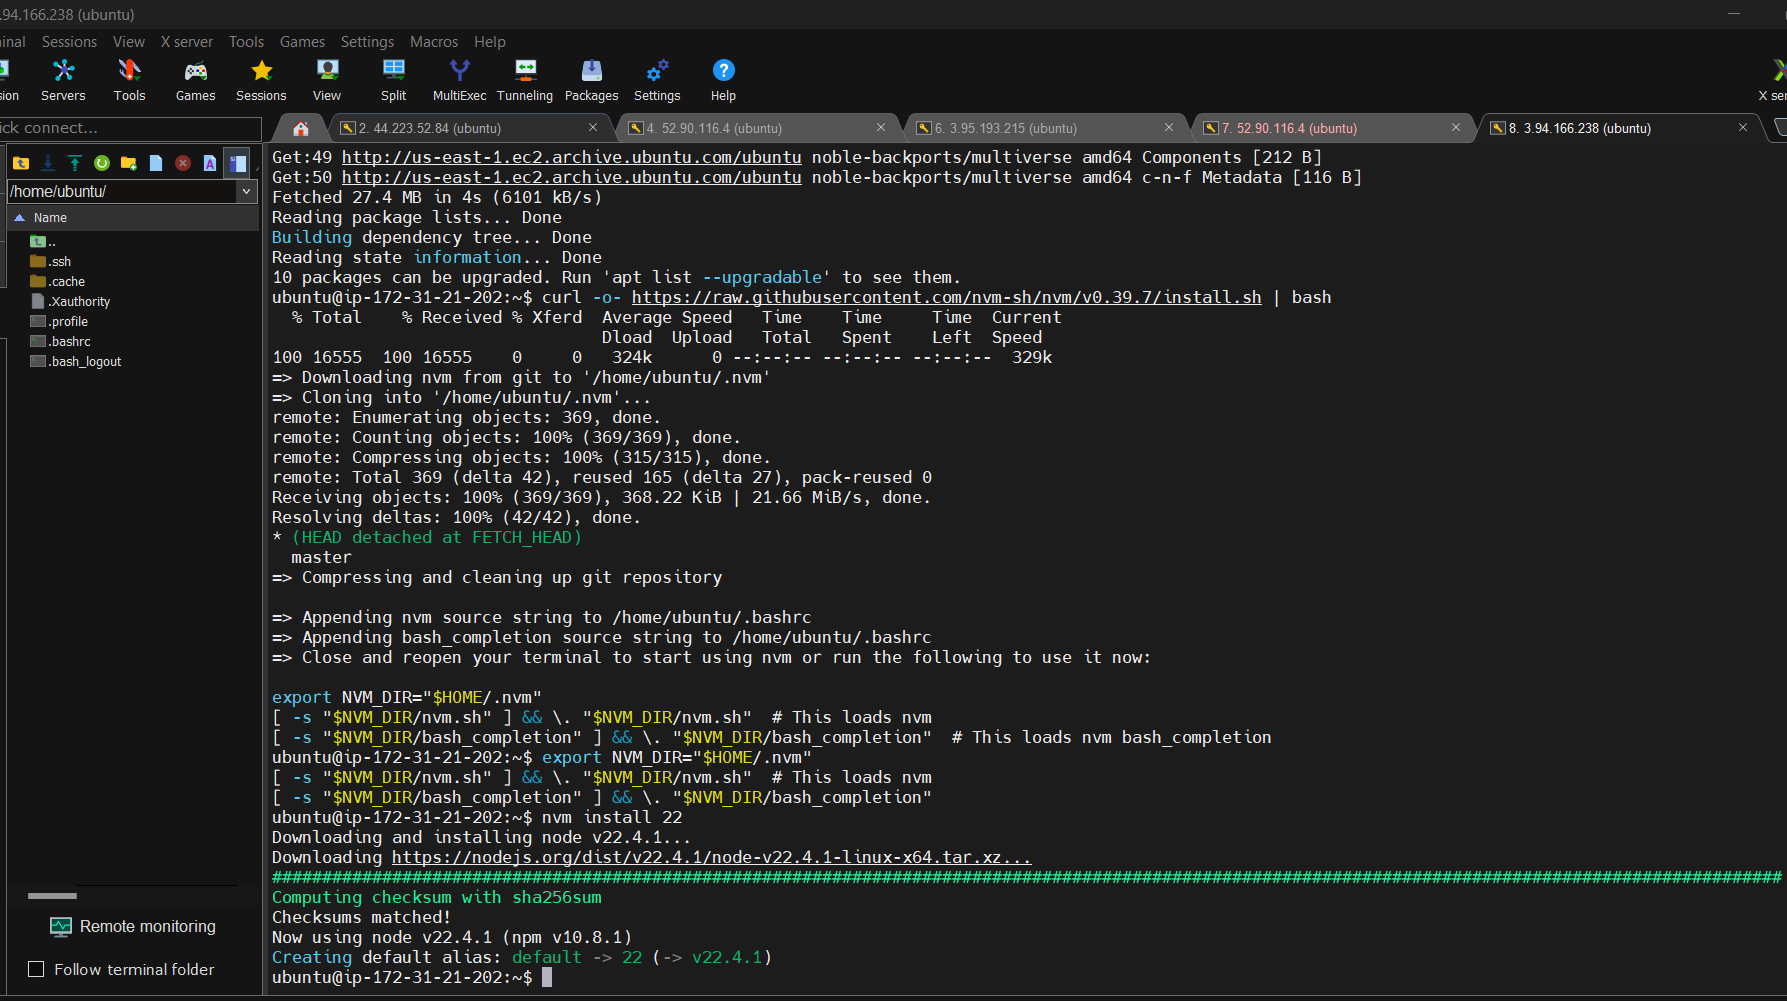 .94.166.238 (ubuntu)
inal Sessions View X server Tools Games Settings Macros Help
ion Servers Tools Games Sessions View Split MultiExec Tunneling Packages Settings Help X ser
ick connect...
2. 44.223.52.84 (ubuntu)
4. 52.90.116.4 (ubuntu)
6. 3.95.193.215 (ubuntu)
7. 52.90.116.4 (ubuntu)
8. 3.94.166.238 (ubuntu)
/home/ubuntu/
Name
..
.ssh
.cache
.Xauthority
.profile
.bashrc
.bash_logout
Remote monitoring
Follow terminal folder
Get:49 http://us-east-1.ec2.archive.ubuntu.com/ubuntu noble-backports/multiverse amd64 Components [212 B]
Get:50 http://us-east-1.ec2.archive.ubuntu.com/ubuntu noble-backports/multiverse amd64 c-n-f Metadata [116 B]
Fetched 27.4 MB in 4s (6101 kB/s)
Reading package lists... Done
Building dependency tree... Done
Reading state information... Done
10 packages can be upgraded. Run 'apt list --upgradable' to see them.
ubuntu@ip-172-31-21-202:~$ curl -o- https://raw.githubusercontent.com/nvm-sh/nvm/v0.39.7/install.sh | bash
  % Total    % Received % Xferd  Average Speed   Time    Time     Time  Current
                                 Dload  Upload   Total   Spent    Left  Speed
100 16555  100 16555    0     0   324k      0 --:--:-- --:--:-- --:--:--  329k
=> Downloading nvm from git to '/home/ubuntu/.nvm'
=> Cloning into '/home/ubuntu/.nvm'...
remote: Enumerating objects: 369, done.
remote: Counting objects: 100% (369/369), done.
remote: Compressing objects: 100% (315/315), done.
remote: Total 369 (delta 42), reused 165 (delta 27), pack-reused 0
Receiving objects: 100% (369/369), 368.22 KiB | 21.66 MiB/s, done.
Resolving deltas: 100% (42/42), done.
* (HEAD detached at FETCH_HEAD)
  master
=> Compressing and cleaning up git repository
=> Appending nvm source string to /home/ubuntu/.bashrc
=> Appending bash_completion source string to /home/ubuntu/.bashrc
=> Close and reopen your terminal to start using nvm or run the following to use it now:
export NVM_DIR="$HOME/.nvm"
[ -s "$NVM_DIR/nvm.sh" ] && \. "$NVM_DIR/nvm.sh"  # This loads nvm
[ -s "$NVM_DIR/bash_completion" ] && \. "$NVM_DIR/bash_completion"  # This loads nvm bash_completion
ubuntu@ip-172-31-21-202:~$ export NVM_DIR="$HOME/.nvm"
[ -s "$NVM_DIR/nvm.sh" ] && \. "$NVM_DIR/nvm.sh"  # This loads nvm
[ -s "$NVM_DIR/bash_completion" ] && \. "$NVM_DIR/bash_completion"
ubuntu@ip-172-31-21-202:~$ nvm install 22
Downloading and installing node v22.4.1...
Downloading https://nodejs.org/dist/v22.4.1/node-v22.4.1-linux-x64.tar.xz...
#######################################################################################################################################################
Computing checksum with sha256sum
Checksums matched!
Now using node v22.4.1 (npm v10.8.1)
Creating default alias: default -> 22 (-> v22.4.1)
ubuntu@ip-172-31-21-202:~$